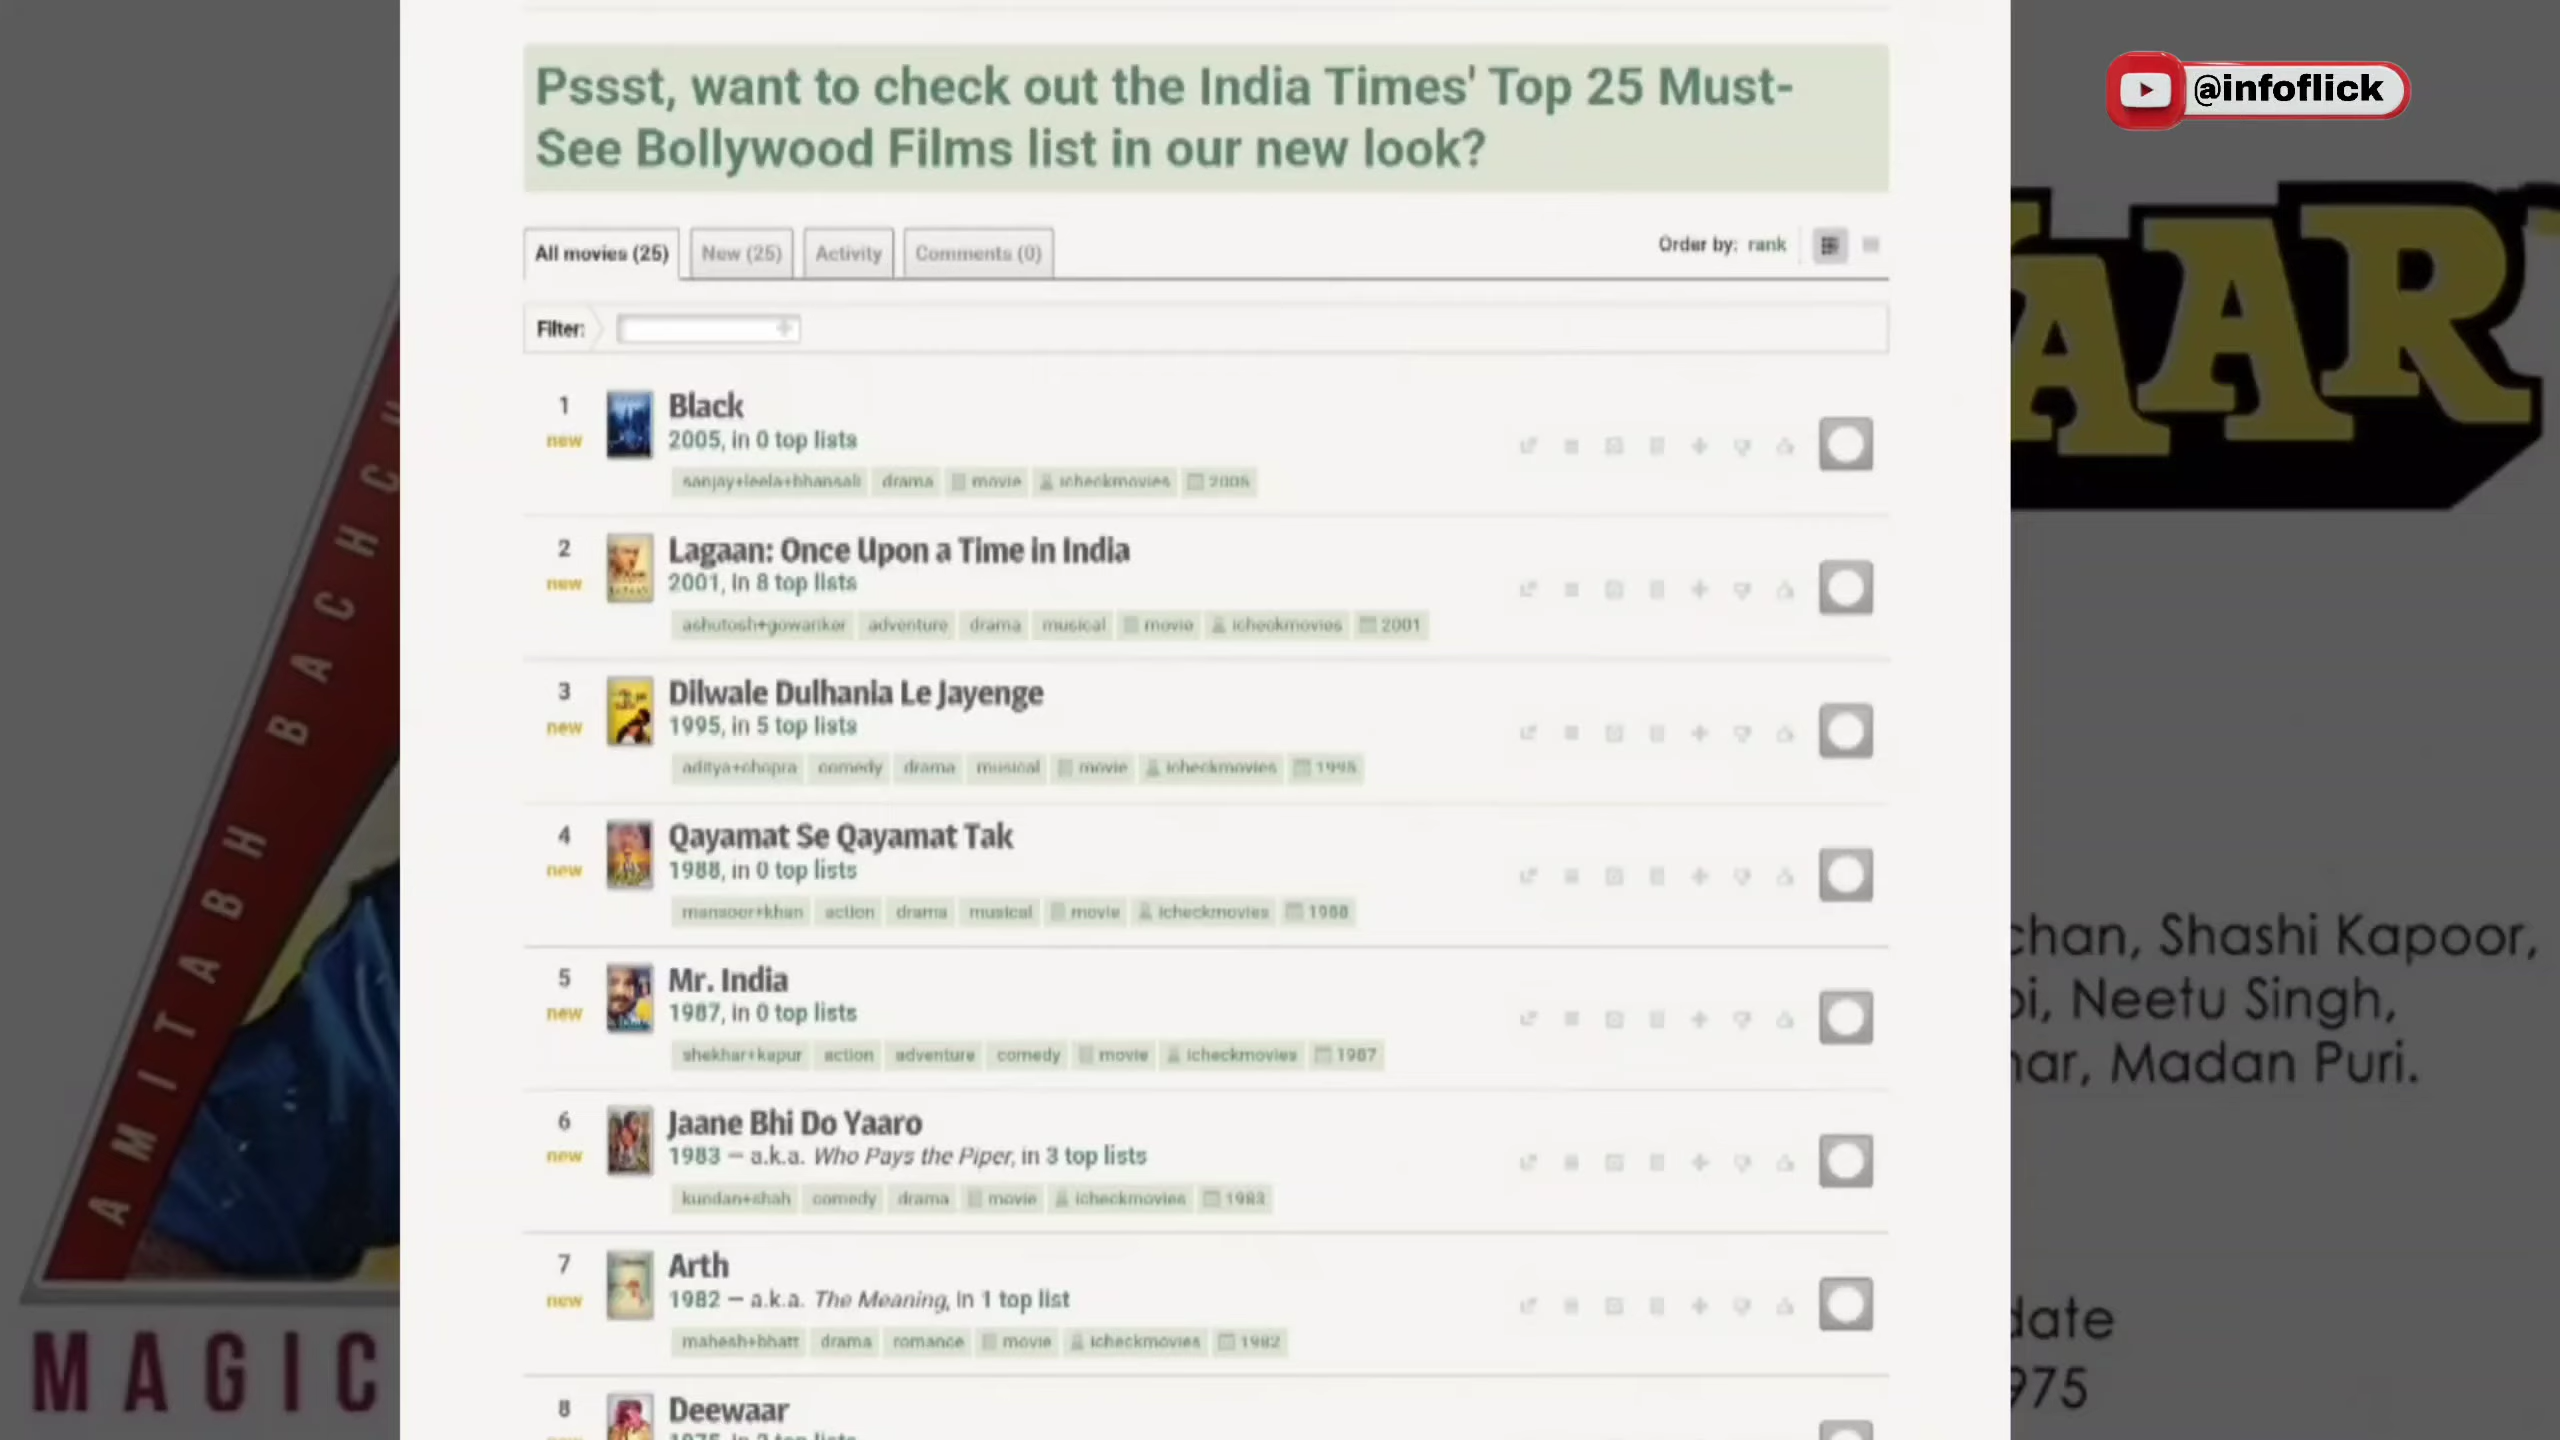 Pssst, want to check out the India Times' Top 25 Must-
See Bollywood Films list in our new look?
@infoflick
All movies (25) New (25) Activity Comments (0) Order by: rank
Filter:
1 Black
new 2005, in 0 top lists
sanjay+leela+bhansali drama movie icheckmovies 2005
2 Lagaan: Once Upon a Time in India
new 2001, in 8 top lists
ashutosh+gowariker adventure drama musical movie icheckmovies 2001
3 Dilwale Dulhania Le Jayenge
new 1995, in 5 top lists
aditya+chopra comedy drama musical movie icheckmovies 1995
4 Qayamat Se Qayamat Tak
new 1988, in 0 top lists
mansoor+khan action drama musical movie icheckmovies 1988
5 Mr. India
new 1987, in 0 top lists
shekhar+kapur action adventure comedy movie icheckmovies 1987
6 Jaane Bhi Do Yaaro
new 1983 – a.k.a. Who Pays the Piper, in 3 top lists
kundan+shah comedy drama movie icheckmovies 1983
7 Arth
new 1982 – a.k.a. The Meaning, in 1 top list
mahesh+bhatt drama romance movie icheckmovies 1982
8 Deewaar
AMITABH BACHCH
MAGIC
AAR
chan, Shashi Kapoor,
oi, Neetu Singh,
nar, Madan Puri.
date
975